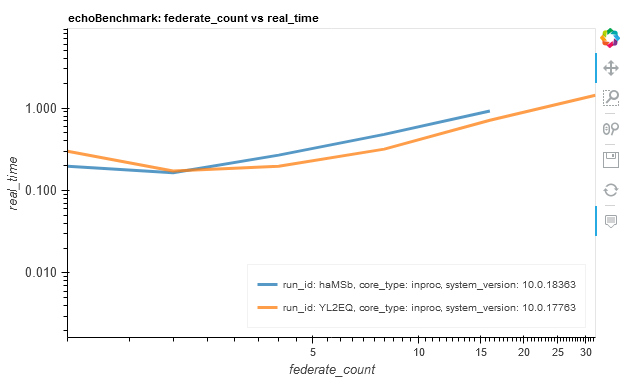 echoBenchmark: federate_count vs real_time
1.000
0.100
0.010
real_time
run_id: haMSb, core_type: inproc, system_version: 10.0.18363
run_id: YL2EQ, core_type: inproc, system_version: 10.0.17763
5 10 15 20 25 30
federate_count